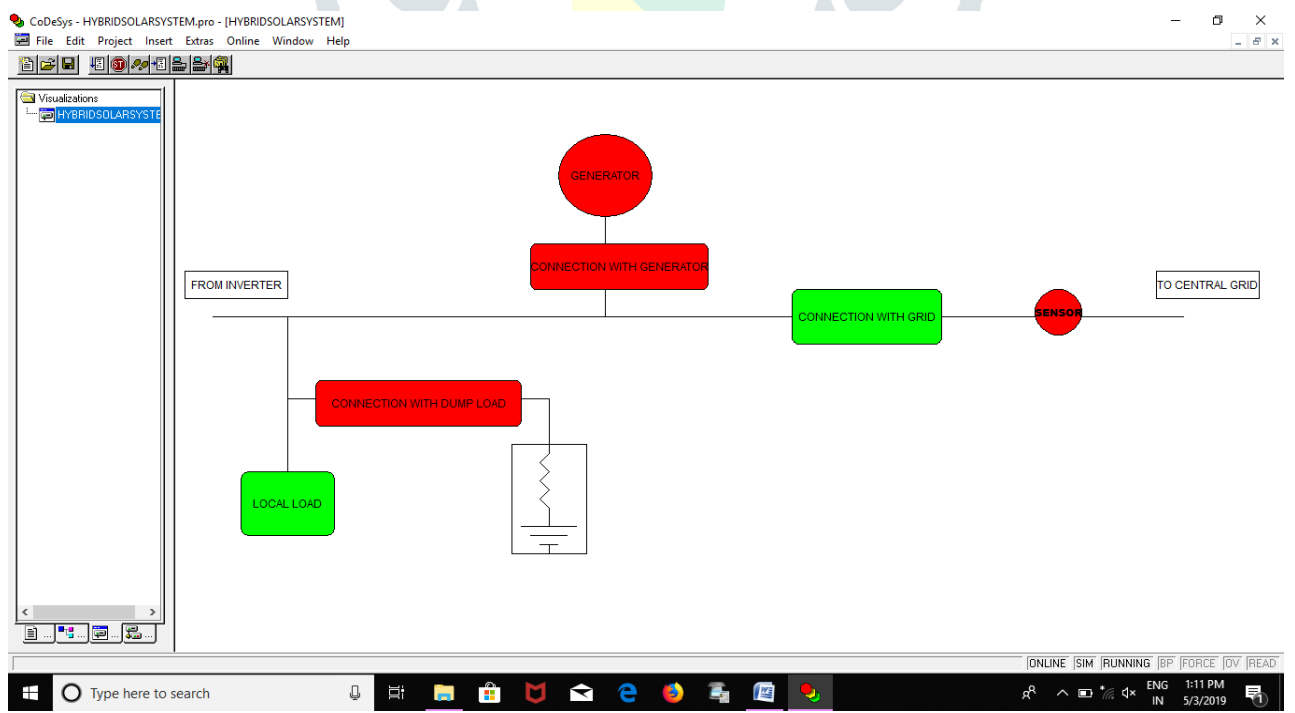 CoDeSys - HYBRIDSOLARSYSTEM.pro - [HYBRIDSOLARSYSTEM]
File Edit Project Insert Extras Online Window Help
Visualizations
HYBRIDSOLARSYSTE
GENERATOR
CONNECTION WITH GENERATOR
FROM INVERTER
TO CENTRAL GRID
CONNECTION WITH GRID
SENSOR
CONNECTION WITH DUMP LOAD
LOCAL LOAD
ONLINE SIM RUNNING BP FORCE OV READ
Type here to search
ENG 1:11 PM
IN 5/3/2019